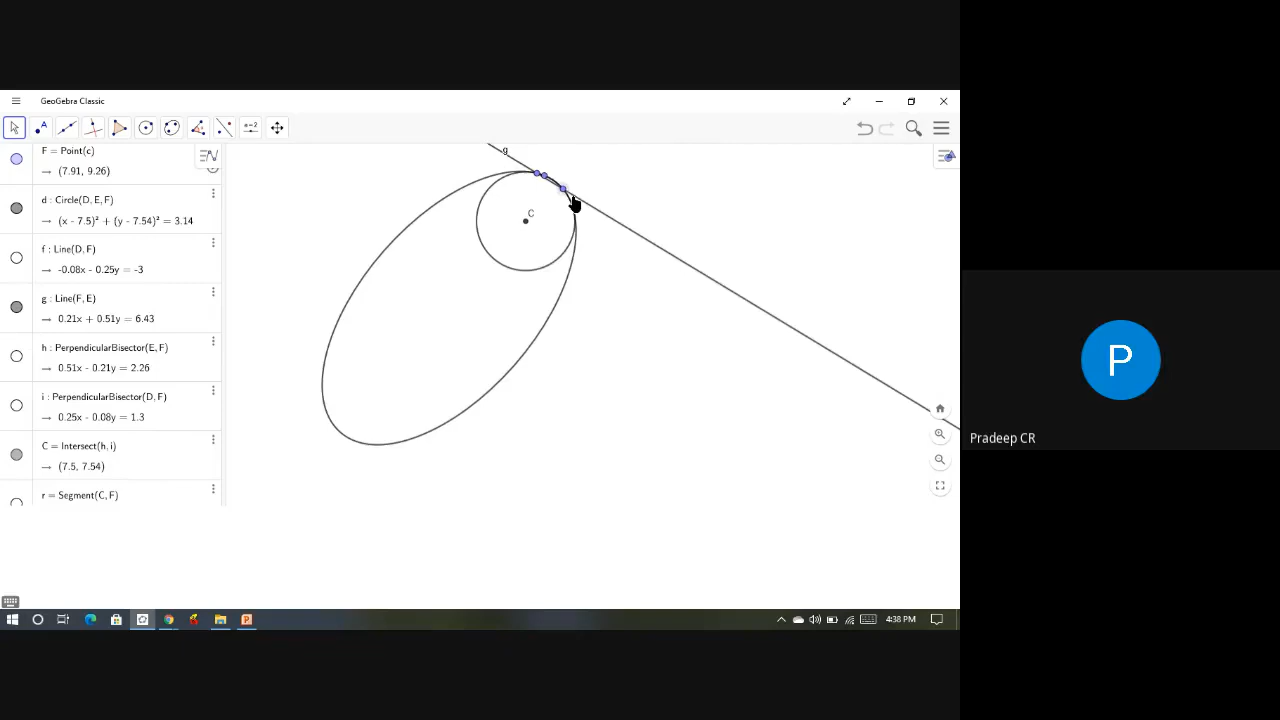 GeoGebra Classic
F = Point(c)
→ (7.91, 9.26)
d : Circle(D, E, F)
→ (x - 7.5)² + (y - 7.54)² = 3.14
f : Line(D, F)
→ -0.08x - 0.25y = -3
g : Line(F, E)
→ 0.21x + 0.51y = 6.43
h : PerpendicularBisector(E, F)
→ 0.51x - 0.21y = 2.26
i : PerpendicularBisector(D, F)
→ 0.25x - 0.08y = 1.3
C = Intersect(h, i)
→ (7.5, 7.54)
r = Segment(C, F)
g
C
P
Pradeep CR
4:38 PM